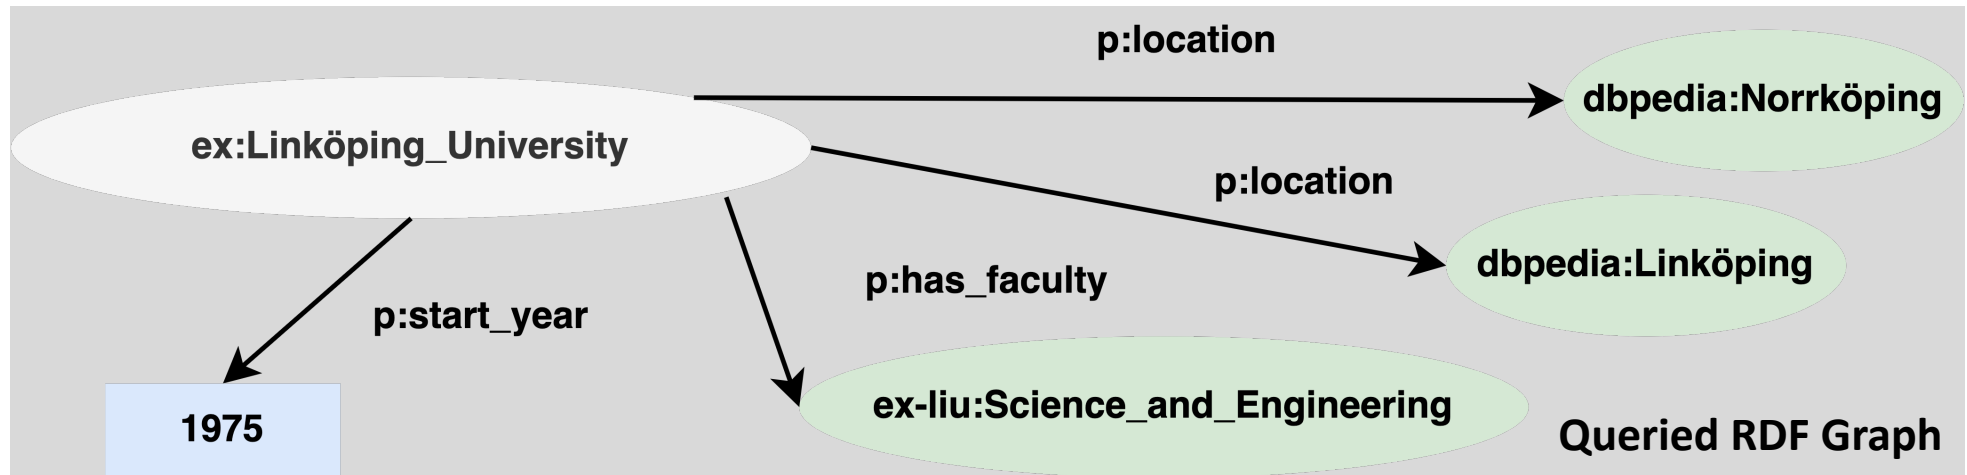 p:location
dbpedia:Norrköping
ex:Linköping_University
p:location
dbpedia:Linköping
p:has_faculty
p:start_year
ex-liu:Science_and_Engineering
1975
Queried RDF Graph